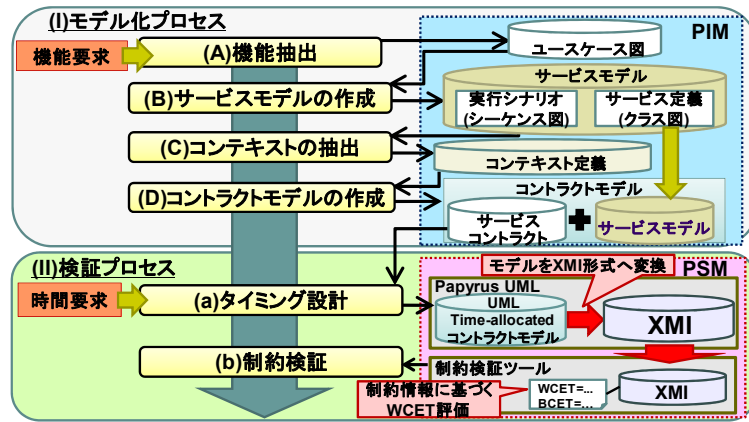 (I)モデル化プロセス
機能要求
(A)機能抽出
(B)サービスモデルの作成
(C)コンテキストの抽出
(D)コントラクトモデルの作成
PIM
ユースケース図
サービスモデル
実行シナリオ
(シーケンス図)
サービス定義
(クラス図)
コンテキスト定義
コントラクトモデル
サービス
コントラクト
サービスモデル
(II)検証プロセス
時間要求
(a)タイミング設計
(b)制約検証
モデルをXMI形式へ変換
PSM
Papyrus UML
UML
Time-allocated
コントラクトモデル
XMI
制約検証ツール
制約情報に基づく
WCET評価
WCET=...
BCET=...
XMI